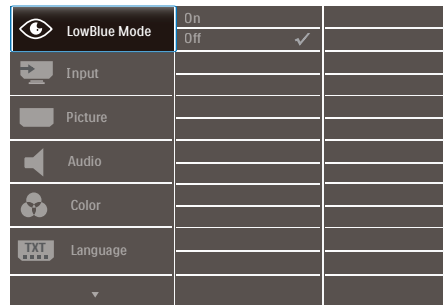 LowBlue Mode
On
Off
Input
Picture
Audio
Color
TXT
Language